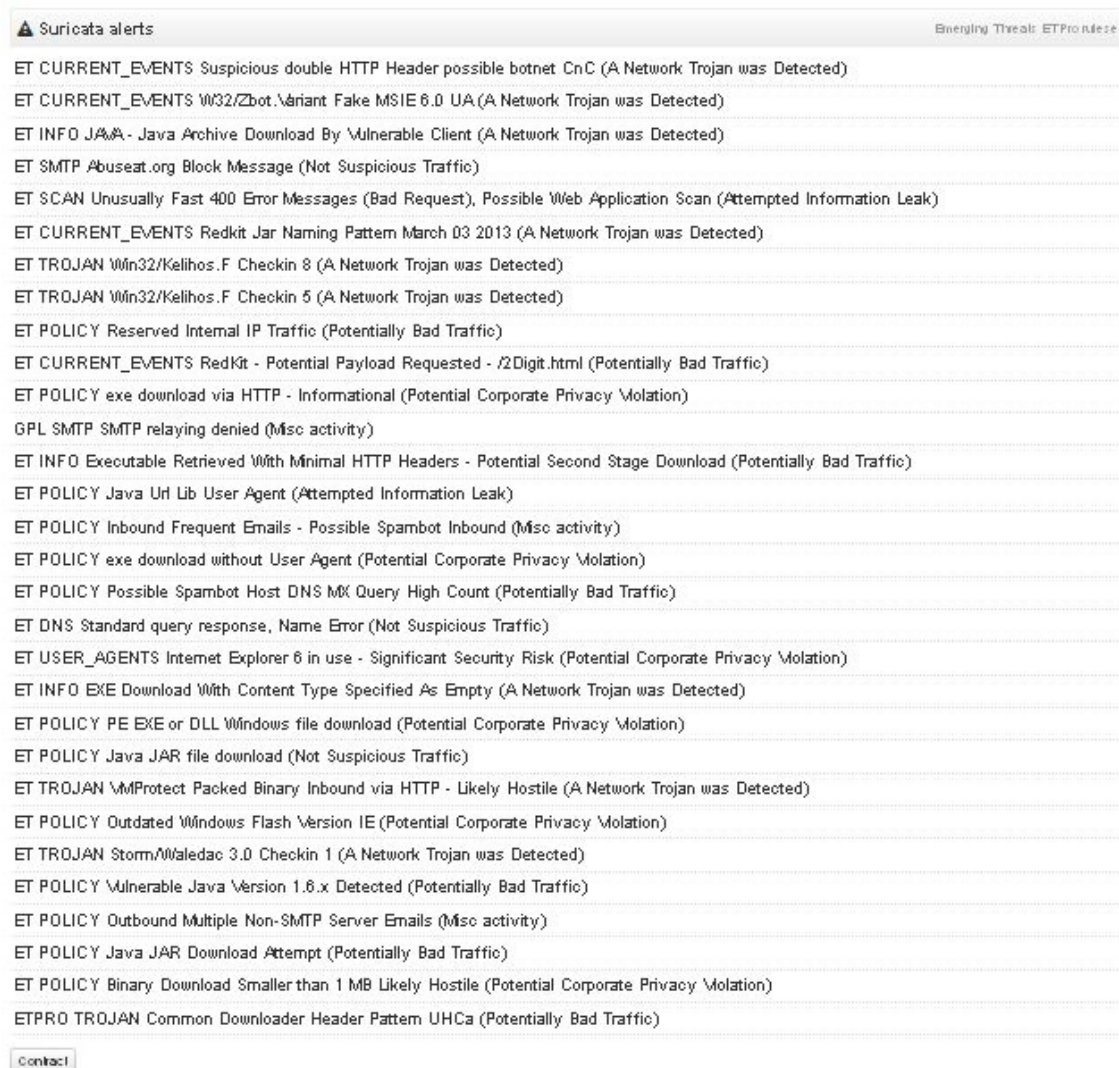 Suricata alerts
Emerging Threats ETPro rulese
ET CURRENT_EVENTS Suspicious double HTTP Header possible botnet CnC (A Network Trojan was Detected)
ET CURRENT_EVENTS W32/Zbot.Variant Fake MSIE 6.0 UA (A Network Trojan was Detected)
ET INFO JAVA - Java Archive Download By Vulnerable Client (A Network Trojan was Detected)
ET SMTP Abuseat.org Block Message (Not Suspicious Traffic)
ET SCAN Unusually Fast 400 Error Messages (Bad Request), Possible Web Application Scan (Attempted Information Leak)
ET CURRENT_EVENTS Redkit Jar Naming Pattern March 03 2013 (A Network Trojan was Detected)
ET TROJAN Win32/Kelihos.F Checkin 8 (A Network Trojan was Detected)
ET TROJAN Win32/Kelihos.F Checkin 5 (A Network Trojan was Detected)
ET POLICY Reserved Internal IP Traffic (Potentially Bad Traffic)
ET CURRENT_EVENTS RedKit - Potential Payload Requested - /2Digit.html (Potentially Bad Traffic)
ET POLICY exe download via HTTP - Informational (Potential Corporate Privacy Violation)
GPL SMTP SMTP relaying denied (Misc activity)
ET INFO Executable Retrieved With Minimal HTTP Headers - Potential Second Stage Download (Potentially Bad Traffic)
ET POLICY Java Url Lib User Agent (Attempted Information Leak)
ET POLICY Inbound Frequent Emails - Possible Spambot Inbound (Misc activity)
ET POLICY exe download without User Agent (Potential Corporate Privacy Violation)
ET POLICY Possible Spambot Host DNS MX Query High Count (Potentially Bad Traffic)
ET DNS Standard query response, Name Error (Not Suspicious Traffic)
ET USER_AGENTS Internet Explorer 6 in use - Significant Security Risk (Potential Corporate Privacy Violation)
ET INFO EXE Download With Content Type Specified As Empty (A Network Trojan was Detected)
ET POLICY PE EXE or DLL Windows file download (Potential Corporate Privacy Violation)
ET POLICY Java JAR file download (Not Suspicious Traffic)
ET TROJAN VMProtect Packed Binary Inbound via HTTP - Likely Hostile (A Network Trojan was Detected)
ET POLICY Outdated Windows Flash Version IE (Potential Corporate Privacy Violation)
ET TROJAN Storm/Waledac 3.0 Checkin 1 (A Network Trojan was Detected)
ET POLICY Vulnerable Java Version 1.6.x Detected (Potentially Bad Traffic)
ET POLICY Outbound Multiple Non-SMTP Server Emails (Misc activity)
ET POLICY Java JAR Download Attempt (Potentially Bad Traffic)
ET POLICY Binary Download Smaller than 1 MB Likely Hostile (Potential Corporate Privacy Violation)
ETPRO TROJAN Common Downloader Header Pattern UHCa (Potentially Bad Traffic)
Contract